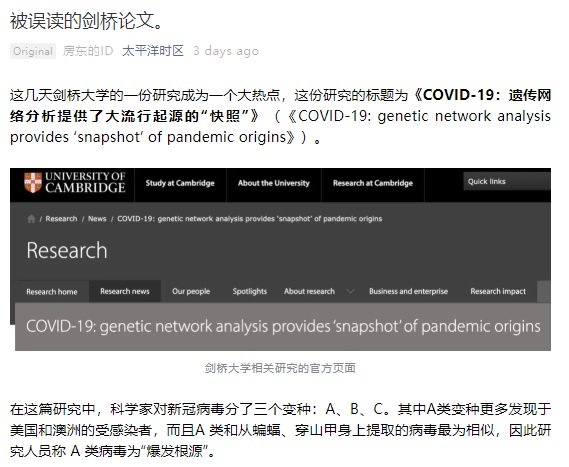 被误读的剑桥论文。
Original 房东的ID 太平洋时区 3 days ago
这几天剑桥大学的一份研究成为一个大热点，这份研究的标题为《COVID-19：遗传网
络分析提供了大流行起源的“快照”》（《COVID-19: genetic network analysis
provides ‘snapshot’ of pandemic origins》）。
UNIVERSITY OF
CAMBRIDGE
Study at Cambridge
About the University
Research at Cambridge
Quick links
/ Research / News / COVID-19: genetic network analysis provides ‘snapshot’ of pandemic origins
Research
Research home
Research news
Our people
Spotlights
About research
Business and enterprise
Research impact
COVID-19: genetic network analysis provides ‘snapshot’ of pandemic origins
剑桥大学相关研究的官方页面
在这篇研究中，科学家对新冠病毒分了三个变种：A、B、C。其中A类变种更多发现于
美国和澳洲的受感染者，而且A 类和从蝙蝠、穿山甲身上提取的病毒最为相似，因此研
究人员称 A 类病毒为“爆发根源”。